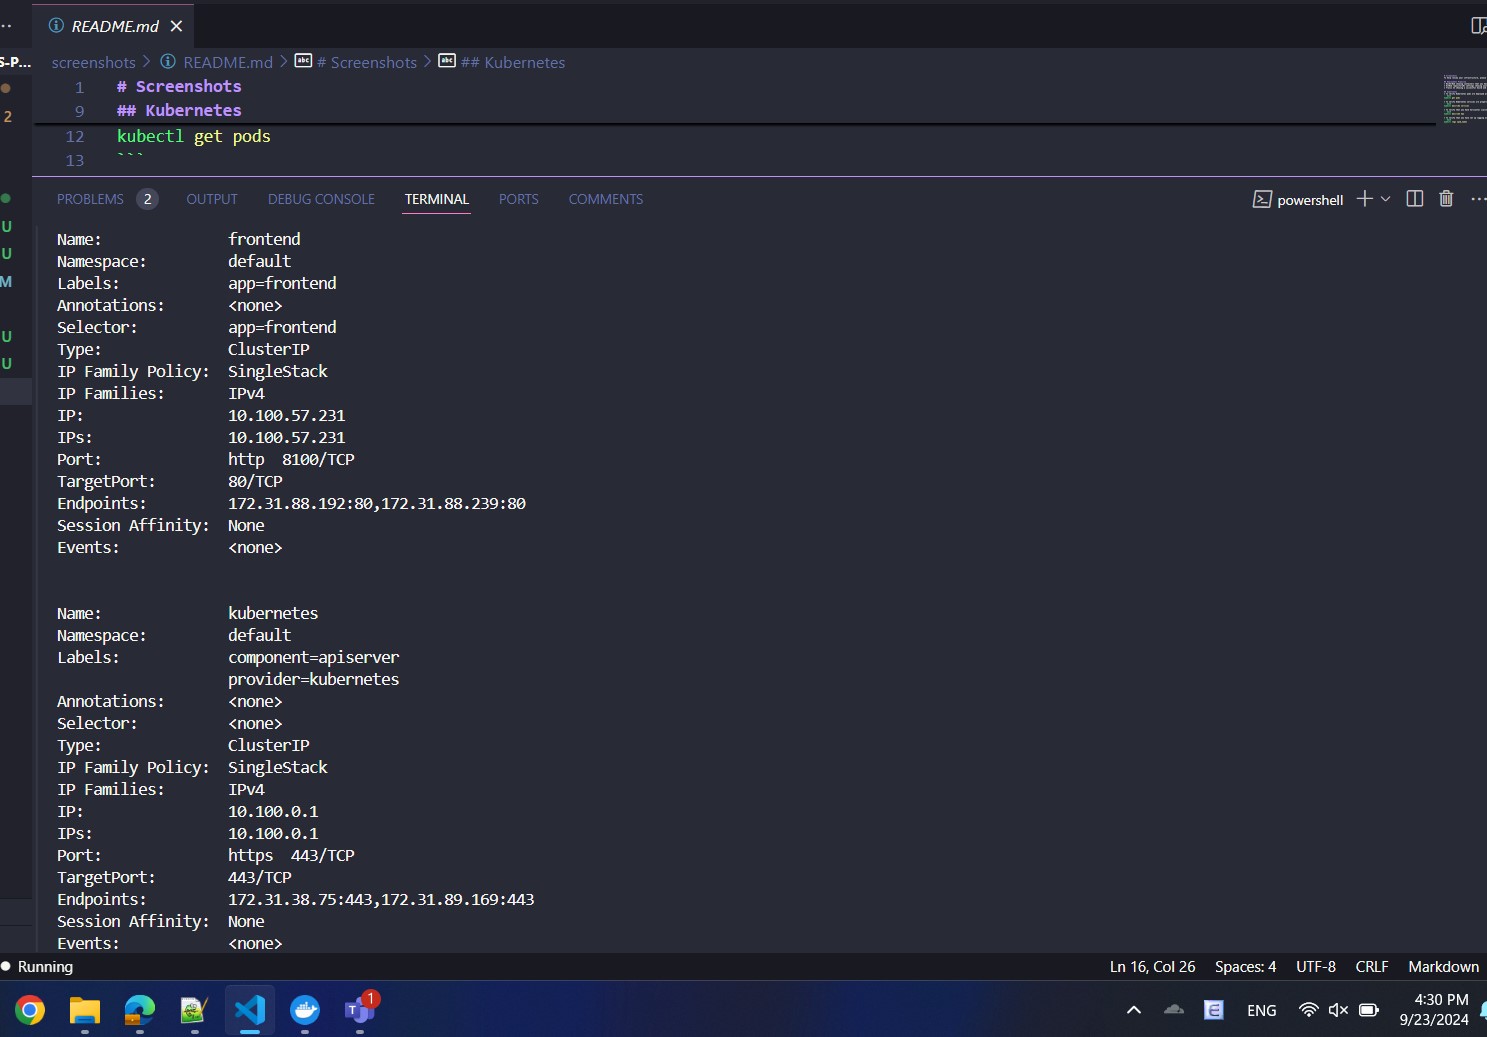 README.md
S-P...
screenshots > README.md > # Screenshots > ## Kubernetes
1 # Screenshots
9 ## Kubernetes
12 kubectl get pods
13 ```
2
U
U
M
U
U
PROBLEMS 2 OUTPUT DEBUG CONSOLE TERMINAL PORTS COMMENTS powershell
Name: frontend
Namespace: default
Labels: app=frontend
Annotations: <none>
Selector: app=frontend
Type: ClusterIP
IP Family Policy: SingleStack
IP Families: IPv4
IP: 10.100.57.231
IPs: 10.100.57.231
Port: http 8100/TCP
TargetPort: 80/TCP
Endpoints: 172.31.88.192:80,172.31.88.239:80
Session Affinity: None
Events: <none>
Name: kubernetes
Namespace: default
Labels: component=apiserver
provider=kubernetes
Annotations: <none>
Selector: <none>
Type: ClusterIP
IP Family Policy: SingleStack
IP Families: IPv4
IP: 10.100.0.1
IPs: 10.100.0.1
Port: https 443/TCP
TargetPort: 443/TCP
Endpoints: 172.31.38.75:443,172.31.89.169:443
Session Affinity: None
Events: <none>
Running Ln 16, Col 26 Spaces: 4 UTF-8 CRLF Markdown
1
ENG
4:30 PM
9/23/2024